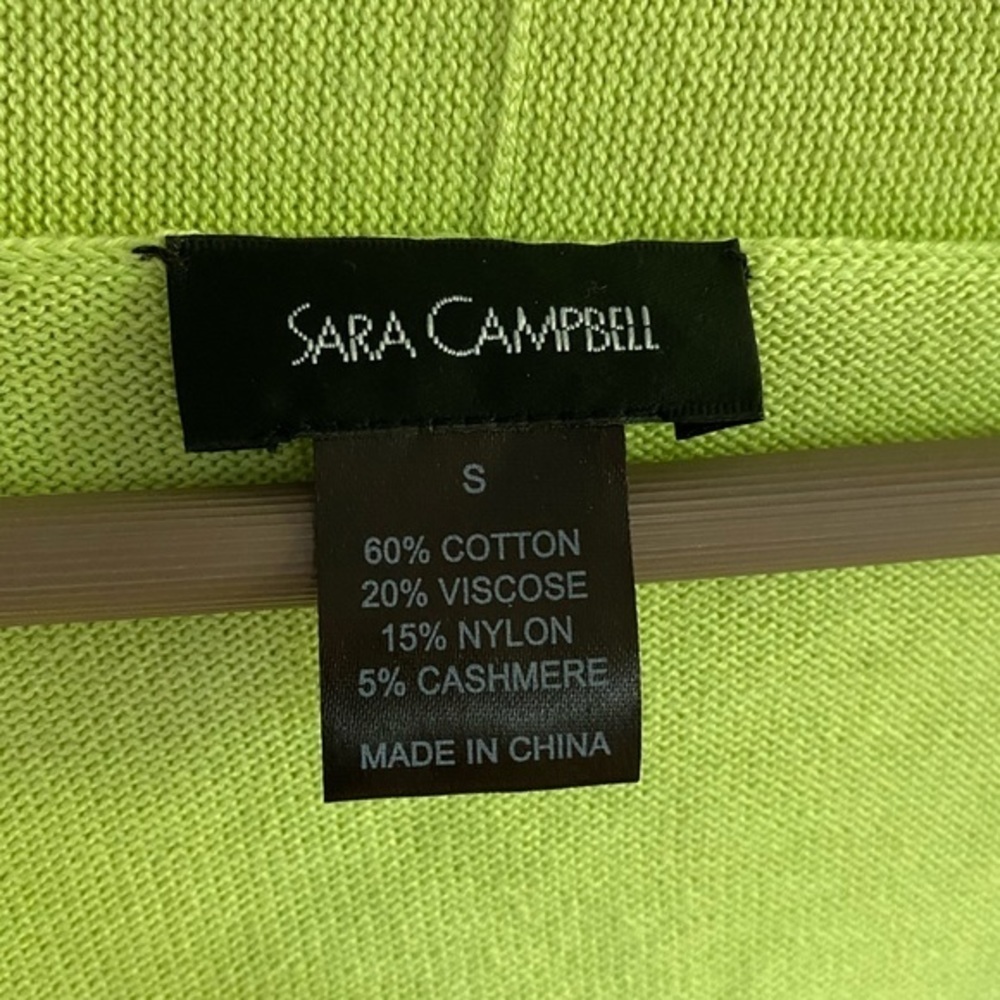 SARA CAMPBELL
S
60% COTTON
20% VISCOSE
15% NYLON
5% CASHMERE
MADE IN CHINA